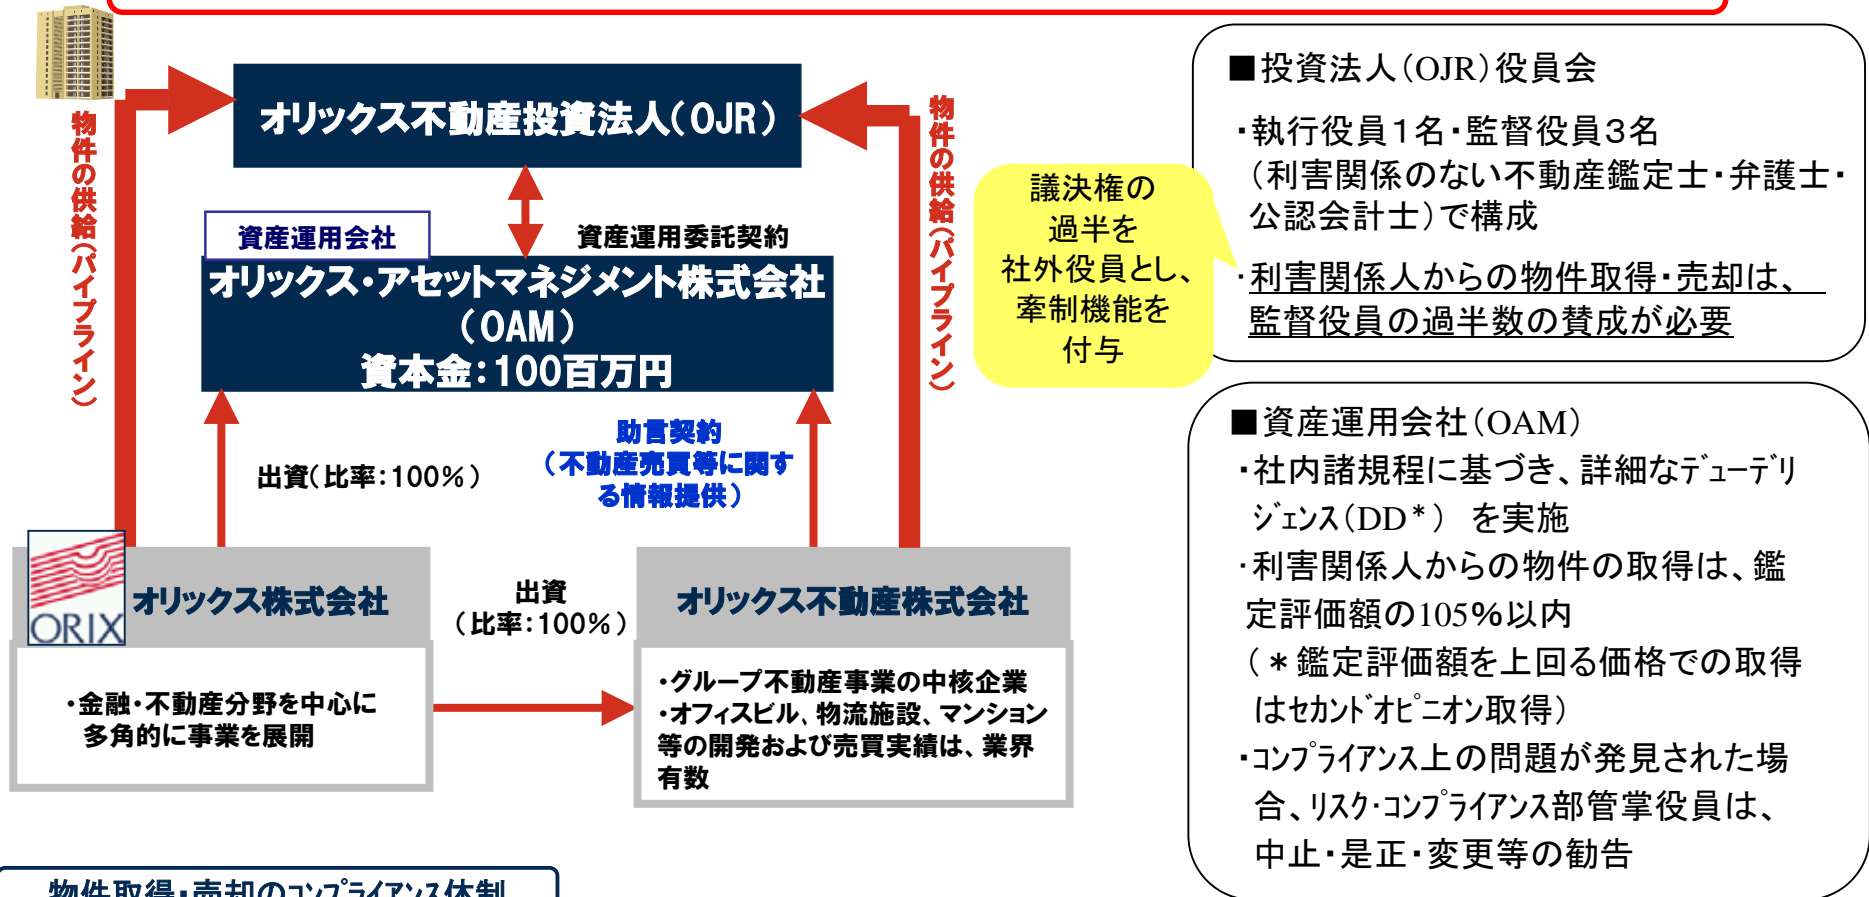 物件の供給(パイプライン)
オリックス不動産投資法人(OJR)
物件の供給(パイプライン)
資産運用会社
資産運用委託契約
オリックス・アセットマネジメント株式会社
(OAM)
資本金:100百万円
出資(比率:100%)
助言契約
(不動産売買等に関す
る情報提供)
ORIX
オリックス株式会社
・金融・不動産分野を中心に
多角的に事業を展開
出資
(比率:100%)
オリックス不動産株式会社
・グループ不動産事業の中核企業
・オフィスビル、物流施設、マンション
等の開発および売買実績は、業界
有数
議決権の
過半を
社外役員とし、
牽制機能を
付与
■投資法人(OJR)役員会
・執行役員1名・監督役員3名
(利害関係のない不動産鑑定士・弁護士・
公認会計士)で構成
・利害関係人からの物件取得・売却は、
監督役員の過半数の賛成が必要
■資産運用会社(OAM)
・社内諸規程に基づき、詳細なデューデリ
ジェンス(DD*) を実施
・利害関係人からの物件の取得は、鑑
定評価額の105%以内
(*鑑定評価額を上回る価格での取得
はセカンドオピニオン取得)
・コンプライアンス上の問題が発見された場
合、リスク・コンプライアンス部管掌役員は、
中止・是正・変更等の勧告
物件取得・売却のコンプライアンス体制